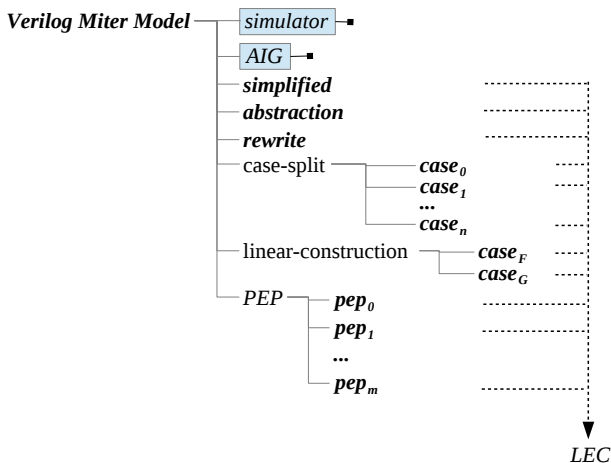 Verilog Miter Model
simulator
AIG
simplified
abstraction
rewrite
case-split
case0
case1
...
casen
linear-construction
caseF
caseG
PEP
pep0
pep1
...
pepm
LEC